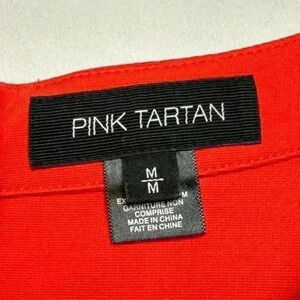 PINK TARTAN
M
M
GARNITURE NON
COMPRISE
MADE IN CHINA
FAIT EN CHINE